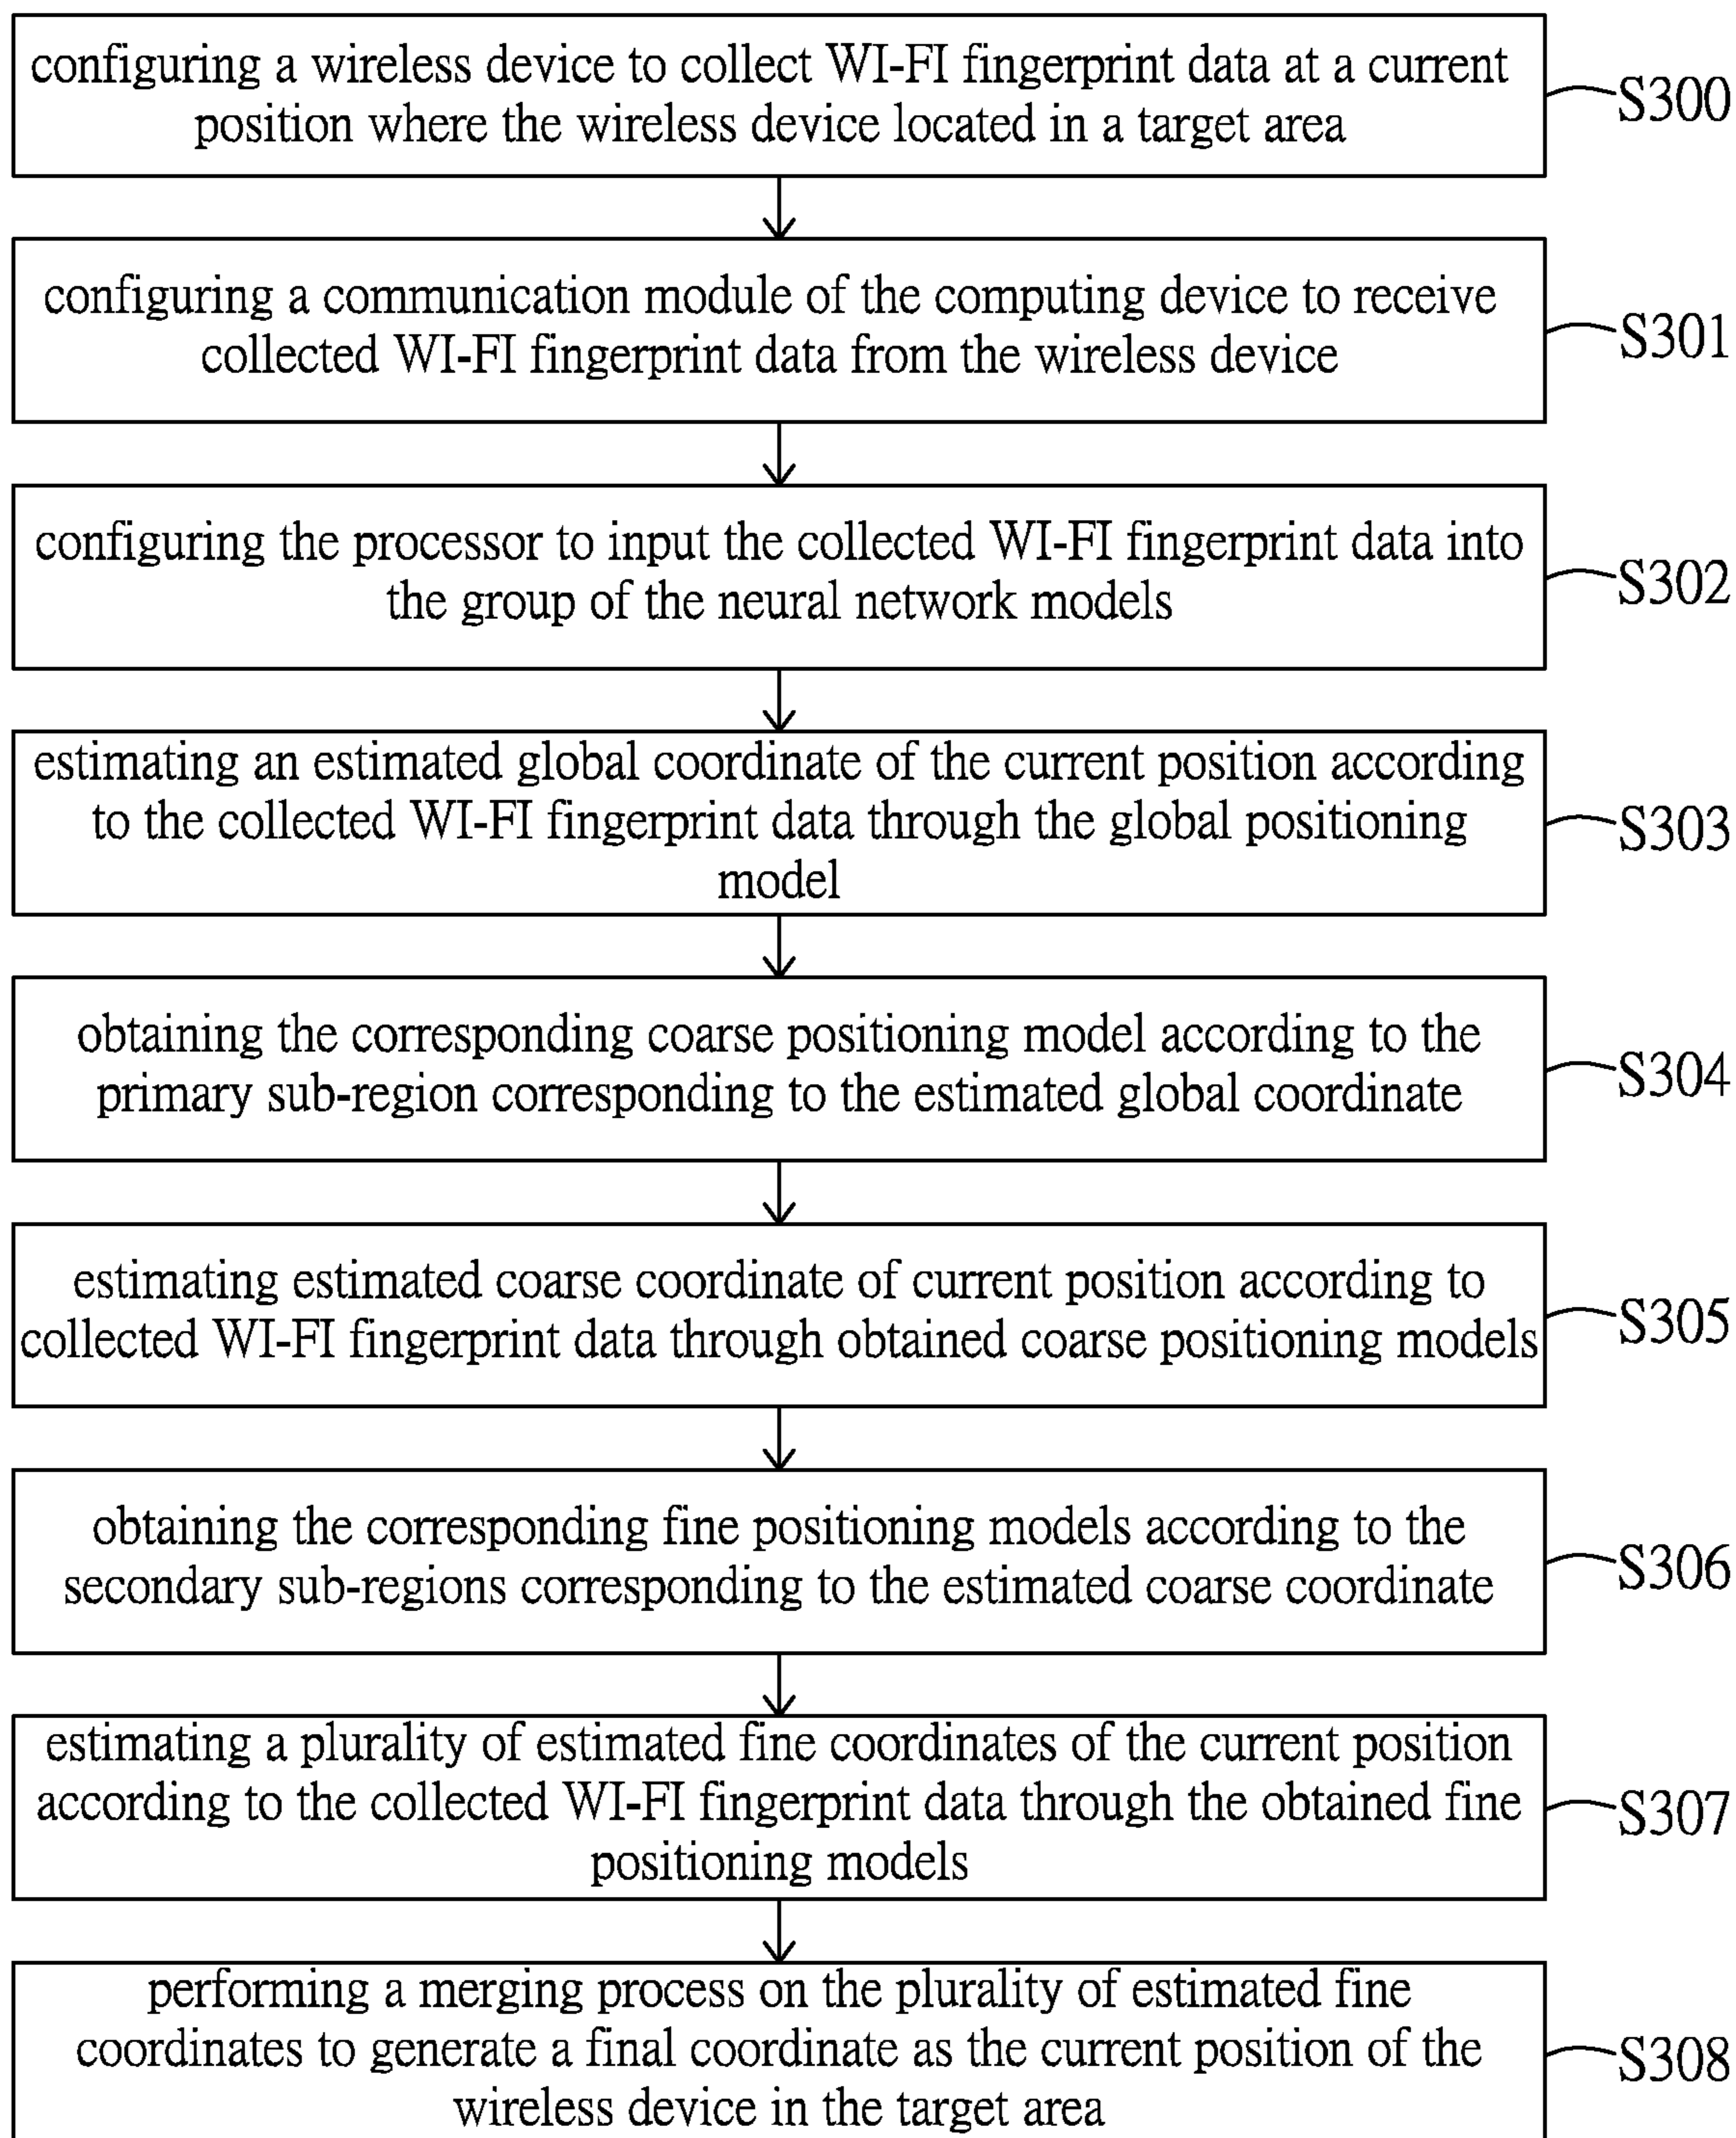 configuring a wireless device to collect WI-FI fingerprint data at a current
position where the wireless device located in a target area
S300
configuring a communication module of the computing device to receive
collected WI-FI fingerprint data from the wireless device
S301
configuring the processor to input the collected WI-FI fingerprint data into
the group of the neural network models
S302
estimating an estimated global coordinate of the current position according
to the collected WI-FI fingerprint data through the global positioning
model
S303
obtaining the corresponding coarse positioning model according to the
primary sub-region corresponding to the estimated global coordinate
S304
estimating estimated coarse coordinate of current position according to
collected WI-FI fingerprint data through obtained coarse positioning models
S305
obtaining the corresponding fine positioning models according to the
secondary sub-regions corresponding to the estimated coarse coordinate
S306
estimating a plurality of estimated fine coordinates of the current position
according to the collected WI-FI fingerprint data through the obtained fine
positioning models
S307
performing a merging process on the plurality of estimated fine
coordinates to generate a final coordinate as the current position of the
wireless device in the target area
S308